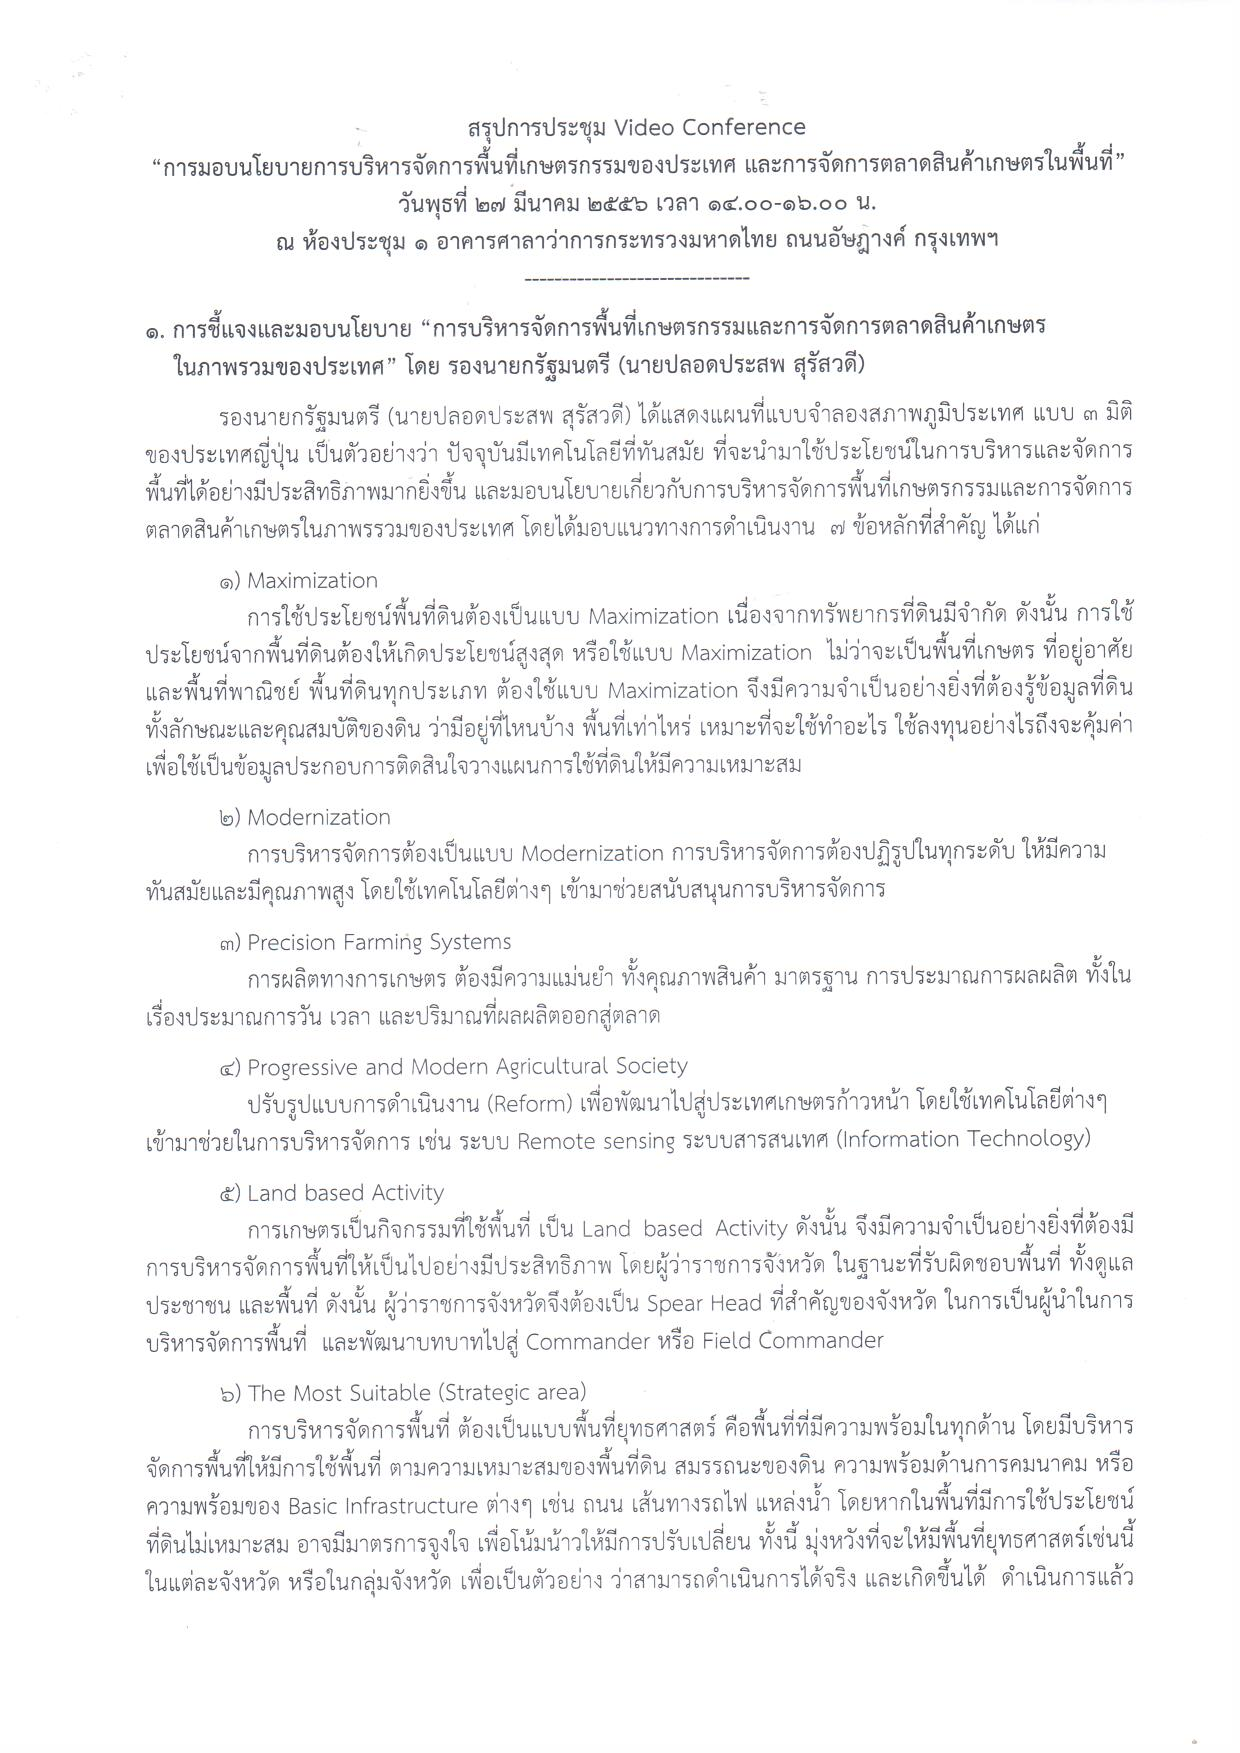 สรุปการประชุม Video Conference
“การมอบนโยบายการบริหารจัดการพื้นที่เกษตรกรรมของประเทศ และการจัดการตลาดสินค้าเกษตรในพื้นที่”
วันพุธที่ ๒๗ มีนาคม ๒๕๕๖ เวลา ๑๔.๐๐-๑๖.๐๐ น.
ณ ห้องประชุม ๑ อาคารศาลาว่าการกระทรวงมหาดไทย ถนนอัษฎางค์ กรุงเทพฯ
------------------------------
๑. การชี้แจงและมอบนโยบาย “การบริหารจัดการพื้นที่เกษตรกรรมและการจัดการตลาดสินค้าเกษตร
ในภาพรวมของประเทศ” โดย รองนายกรัฐมนตรี (นายปลอดประสพ สุรัสวดี)
รองนายกรัฐมนตรี (นายปลอดประสพ สุรัสวดี) ได้แสดงแผนที่แบบจำลองสภาพภูมิประเทศ แบบ ๓ มิติ
ของประเทศญี่ปุ่น เป็นตัวอย่างว่า ปัจจุบันมีเทคโนโลยีที่ทันสมัย ที่จะนำมาใช้ประโยชน์ในการบริหารและจัดการ
พื้นที่ได้อย่างมีประสิทธิภาพมากยิ่งขึ้น และมอบนโยบายเกี่ยวกับการบริหารจัดการพื้นที่เกษตรกรรมและการจัดการ
ตลาดสินค้าเกษตรในภาพรรวมของประเทศ โดยได้มอบแนวทางการดำเนินงาน ๗ ข้อหลักที่สำคัญ ได้แก่
๑) Maximization
การใช้ประโยชน์พื้นที่ดินต้องเป็นแบบ Maximization เนื่องจากทรัพยากรที่ดินมีจำกัด ดังนั้น การใช้
ประโยชน์จากพื้นที่ดินต้องให้เกิดประโยชน์สูงสุด หรือใช้แบบ Maximization ไม่ว่าจะเป็นพื้นที่เกษตร ที่อยู่อาศัย
และพื้นที่พาณิชย์ พื้นที่ดินทุกประเภท ต้องใช้แบบ Maximization จึงมีความจำเป็นอย่างยิ่งที่ต้องรู้ข้อมูลที่ดิน
ทั้งลักษณะและคุณสมบัติของดิน ว่ามีอยู่ที่ไหนบ้าง พื้นที่เท่าไหร่ เหมาะที่จะใช้ทำอะไร ใช้ลงทุนอย่างไรถึงจะคุ้มค่า
เพื่อใช้เป็นข้อมูลประกอบการติดสินใจวางแผนการใช้ที่ดินให้มีความเหมาะสม
๒) Modernization
การบริหารจัดการต้องเป็นแบบ Modernization การบริหารจัดการต้องปฏิรูปในทุกระดับ ให้มีความ
ทันสมัยและมีคุณภาพสูง โดยใช้เทคโนโลยีต่างๆ เข้ามาช่วยสนับสนุนการบริหารจัดการ
๓) Precision Farming Systems
การผลิตทางการเกษตร ต้องมีความแม่นยำ ทั้งคุณภาพสินค้า มาตรฐาน การประมาณการผลผลิต ทั้งใน
เรื่องประมาณการวัน เวลา และปริมาณที่ผลผลิตออกสู่ตลาด
๔) Progressive and Modern Agricultural Society
ปรับรูปแบบการดำเนินงาน (Reform) เพื่อพัฒนาไปสู่ประเทศเกษตรก้าวหน้า โดยใช้เทคโนโลยีต่างๆ
เข้ามาช่วยในการบริหารจัดการ เช่น ระบบ Remote sensing ระบบสารสนเทศ (Information Technology)
๕) Land based Activity
การเกษตรเป็นกิจกรรมที่ใช้พื้นที่ เป็น Land based Activity ดังนั้น จึงมีความจำเป็นอย่างยิ่งที่ต้องมี
การบริหารจัดการพื้นที่ให้เป็นไปอย่างมีประสิทธิภาพ โดยผู้ว่าราชการจังหวัด ในฐานะที่รับผิดชอบพื้นที่ ทั้งดูแล
ประชาชน และพื้นที่ ดังนั้น ผู้ว่าราชการจังหวัดจึงต้องเป็น Spear Head ที่สำคัญของจังหวัด ในการเป็นผู้นำในการ
บริหารจัดการพื้นที่ และพัฒนาบทบาทไปสู่ Commander หรือ Field Commander
๖) The Most Suitable (Strategic area)
การบริหารจัดการพื้นที่ ต้องเป็นแบบพื้นที่ยุทธศาสตร์ คือพื้นที่ที่มีความพร้อมในทุกด้าน โดยมีบริหาร
จัดการพื้นที่ให้มีการใช้พื้นที่ ตามความเหมาะสมของพื้นที่ดิน สมรรถนะของดิน ความพร้อมด้านการคมนาคม หรือ
ความพร้อมของ Basic Infrastructure ต่างๆ เช่น ถนน เส้นทางรถไฟ แหล่งน้ำ โดยหากในพื้นที่มีการใช้ประโยชน์
ที่ดินไม่เหมาะสม อาจมีมาตรการจูงใจ เพื่อโน้มน้าวให้มีการปรับเปลี่ยน ทั้งนี้ มุ่งหวังที่จะให้มีพื้นที่ยุทธศาสตร์เช่นนี้
ในแต่ละจังหวัด หรือในกลุ่มจังหวัด เพื่อเป็นตัวอย่าง ว่าสามารถดำเนินการได้จริง และเกิดขึ้นได้ ดำเนินการแล้ว